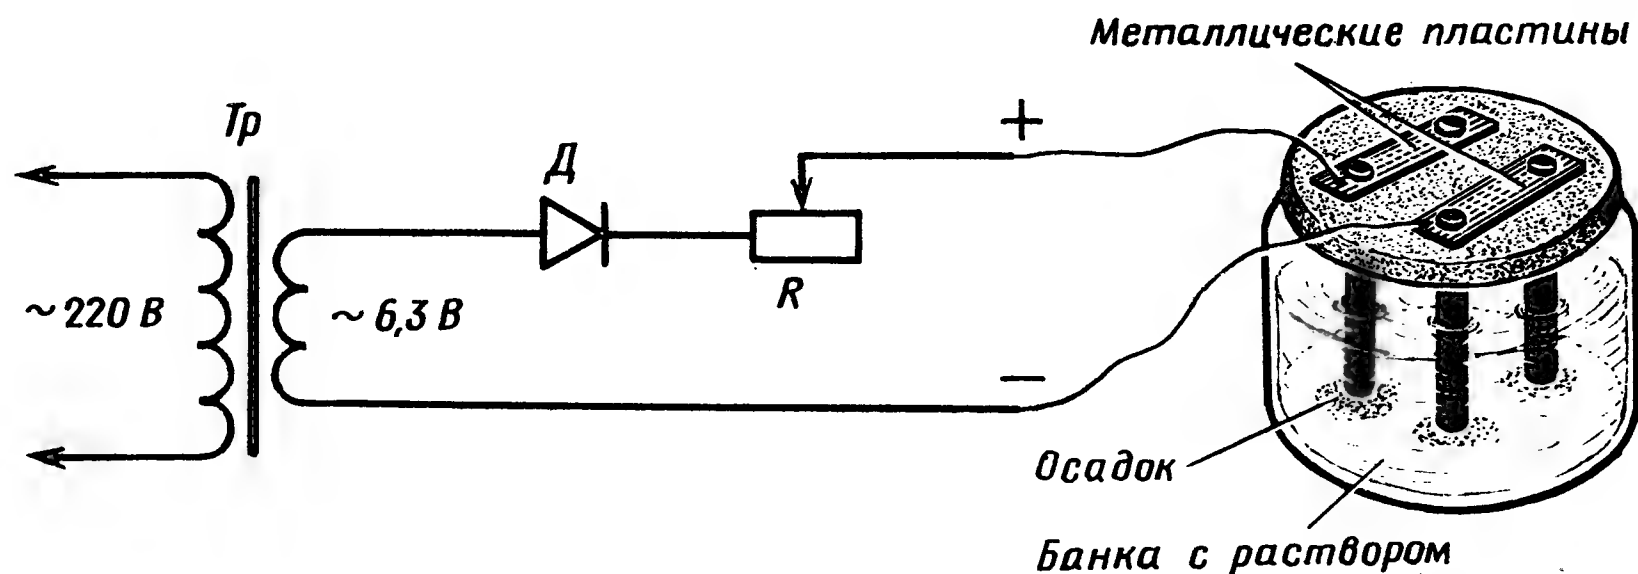 Металлические пластины
Тр
Д
+
R
~220 В
~6,3 В
—
Осадок
Банка с раствором